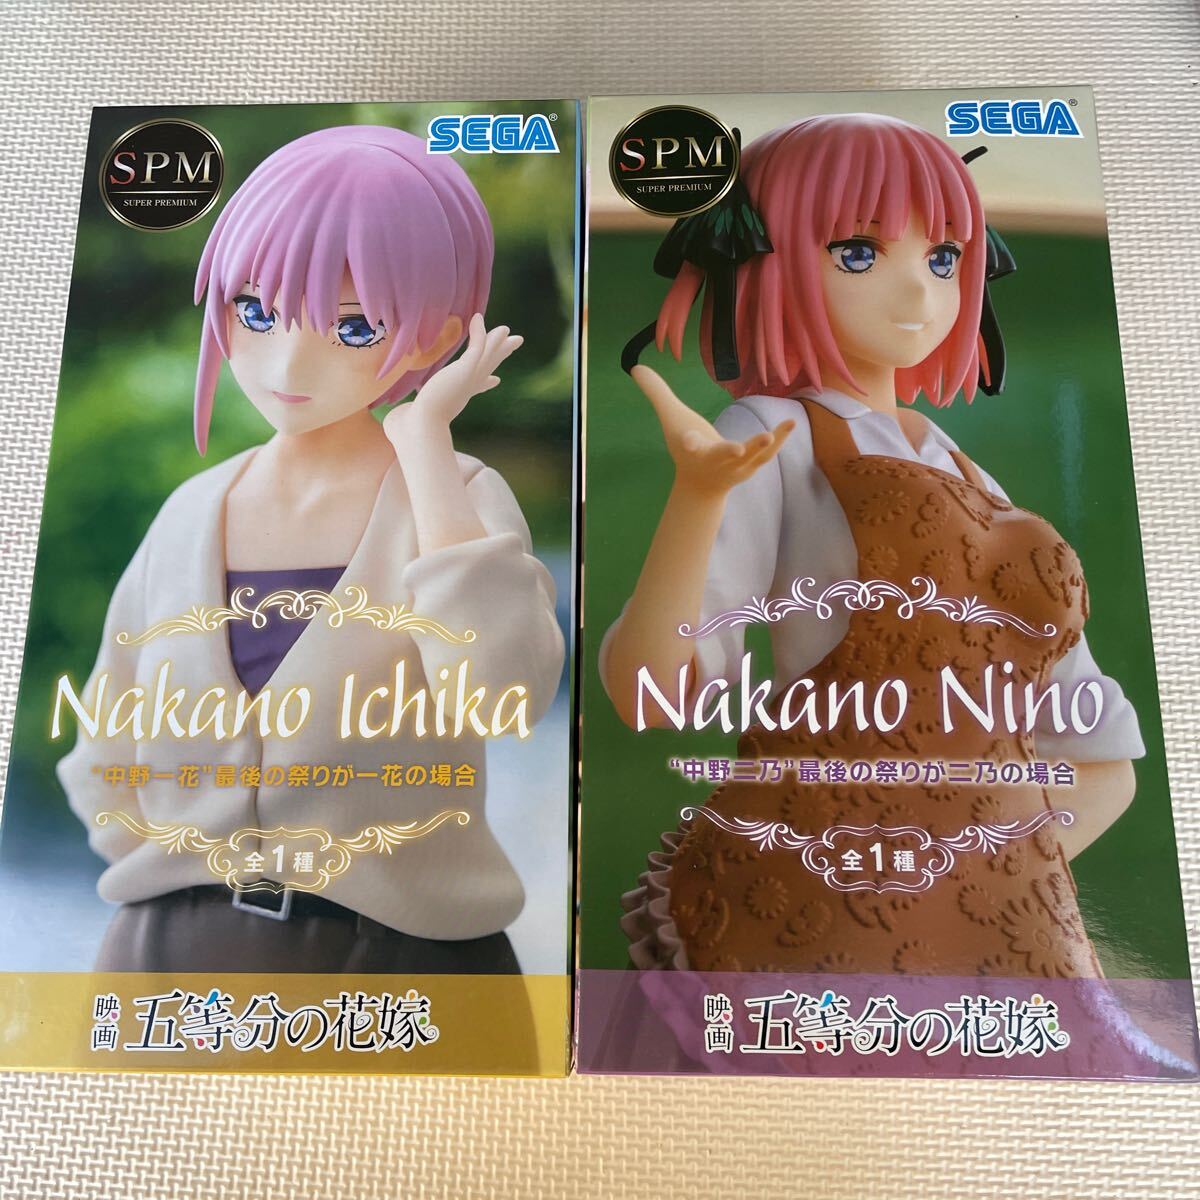 SPM
SUPER PREMIUM
SEGA®
Nakano Ichika
“中野一花”最後の祭りが一花の場合
全1種
映画 五等分の花嫁
SPM
SUPER PREMIUM
SEGA®
Nakano Nino
“中野二乃”最後の祭りが二乃の場合
全1種
映画 五等分の花嫁